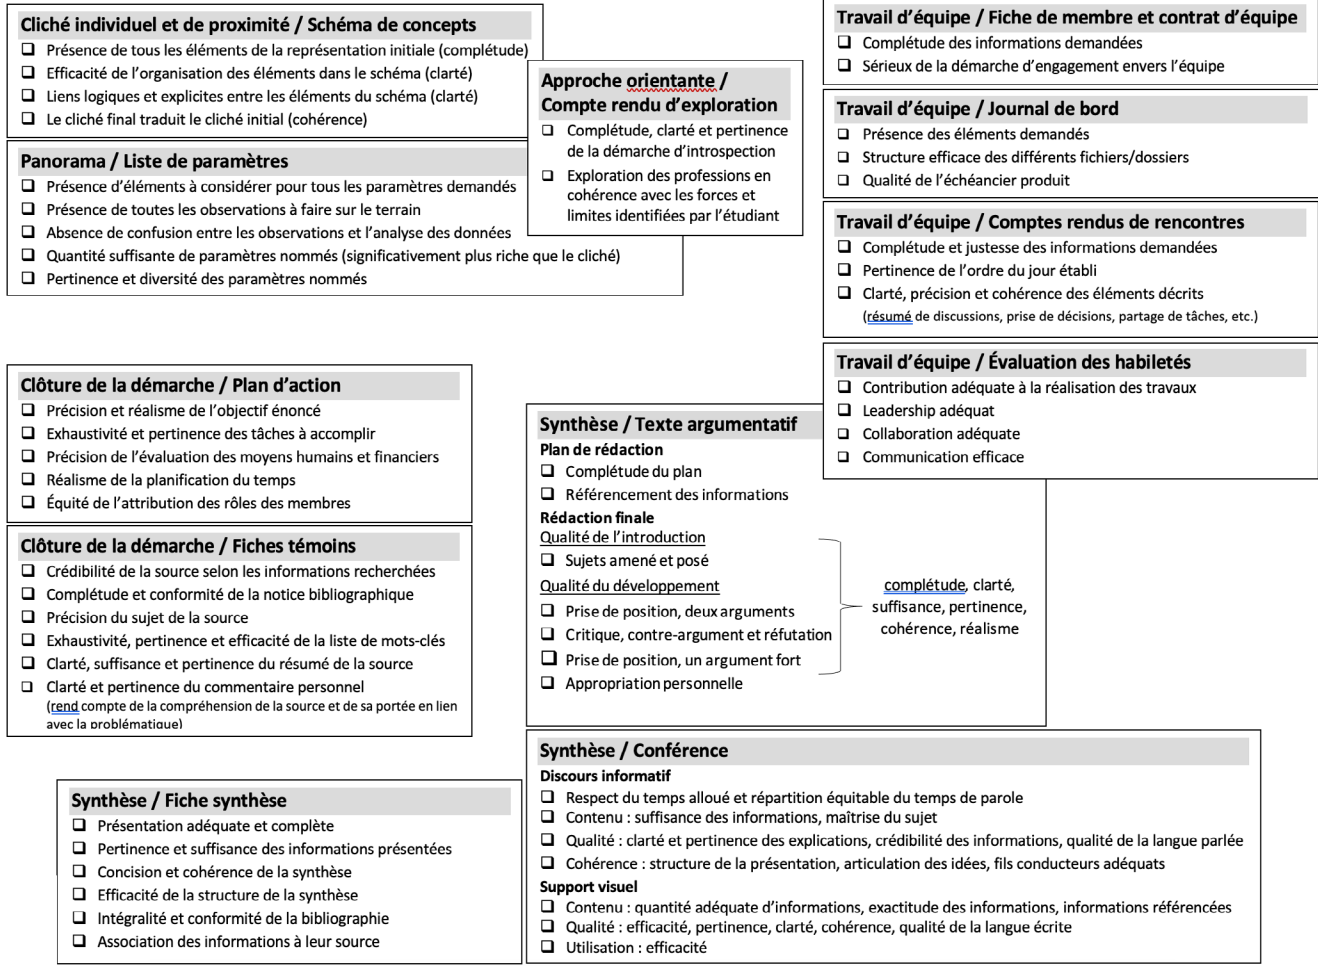 Cliché individuel et de proximité / Schéma de concepts
❑ Présence de tous les éléments de la représentation initiale (complétude)
❑ Efficacité de l’organisation des éléments dans le schéma (clarté)
❑ Liens logiques et explicites entre les éléments du schéma (clarté)
❑ Le cliché final traduit le cliché initial (cohérence)
Panorama / Liste de paramètres
❑ Présence d’éléments à considérer pour tous les paramètres demandés
❑ Présence de toutes les observations à faire sur le terrain
❑ Absence de confusion entre les observations et l’analyse des données
❑ Quantité suffisante de paramètres nommés (significativement plus riche que le cliché)
❑ Pertinence et diversité des paramètres nommés
Approche orientante /
Compte rendu d’exploration
❑ Complétude, clarté et pertinence
de la démarche d’introspection
❑ Exploration des professions en
cohérence avec les forces et
limites identifiées par l’étudiant
Travail d’équipe / Fiche de membre et contrat d’équipe
❑ Complétude des informations demandées
❑ Sérieux de la démarche d’engagement envers l’équipe
Travail d’équipe / Journal de bord
❑ Présence des éléments demandés
❑ Structure efficace des différents fichiers/dossiers
❑ Qualité de l’échéancier produit
Travail d’équipe / Comptes rendus de rencontres
❑ Complétude et justesse des informations demandées
❑ Pertinence de l’ordre du jour établi
❑ Clarté, précision et cohérence des éléments décrits
(résumé de discussions, prise de décisions, partage de tâches, etc.)
Travail d’équipe / Évaluation des habiletés
❑ Contribution adéquate à la réalisation des travaux
❑ Leadership adéquat
❑ Collaboration adéquate
❑ Communication efficace
Clôture de la démarche / Plan d’action
❑ Précision et réalisme de l’objectif énoncé
❑ Exhaustivité et pertinence des tâches à accomplir
❑ Précision de l’évaluation des moyens humains et financiers
❑ Réalisme de la planification du temps
❑ Équité de l’attribution des rôles des membres
Clôture de la démarche / Fiches témoins
❑ Crédibilité de la source selon les informations recherchées
❑ Complétude et conformité de la notice bibliographique
❑ Précision du sujet de la source
❑ Exhaustivité, pertinence et efficacité de la liste de mots-clés
❑ Clarté, suffisance et pertinence du résumé de la source
❑ Clarté et pertinence du commentaire personnel
(rend compte de la compréhension de la source et de sa portée en lien
avec la problématique)
Synthèse / Texte argumentatif
Plan de rédaction
❑ Complétude du plan
❑ Référencement des informations
Rédaction finale
Qualité de l’introduction
❑ Sujets amené et posé
Qualité du développement
❑ Prise de position, deux arguments
❑ Critique, contre-argument et réfutation
❑ Prise de position, un argument fort
❑ Appropriation personnelle
complétude, clarté,
suffisance, pertinence,
cohérence, réalisme
Synthèse / Fiche synthèse
❑ Présentation adéquate et complète
❑ Pertinence et suffisance des informations présentées
❑ Concision et cohérence de la synthèse
❑ Efficacité de la structure de la synthèse
❑ Intégralité et conformité de la bibliographie
❑ Association des informations à leur source
Synthèse / Conférence
Discours informatif
❑ Respect du temps alloué et répartition équitable du temps de parole
❑ Contenu : suffisance des informations, maîtrise du sujet
❑ Qualité : clarté et pertinence des explications, crédibilité des informations, qualité de la langue parlée
❑ Cohérence : structure de la présentation, articulation des idées, fils conducteurs adéquats
Support visuel
❑ Contenu : quantité adéquate d’informations, exactitude des informations, informations référencées
❑ Qualité : efficacité, pertinence, clarté, cohérence, qualité de la langue écrite
❑ Utilisation : efficacité